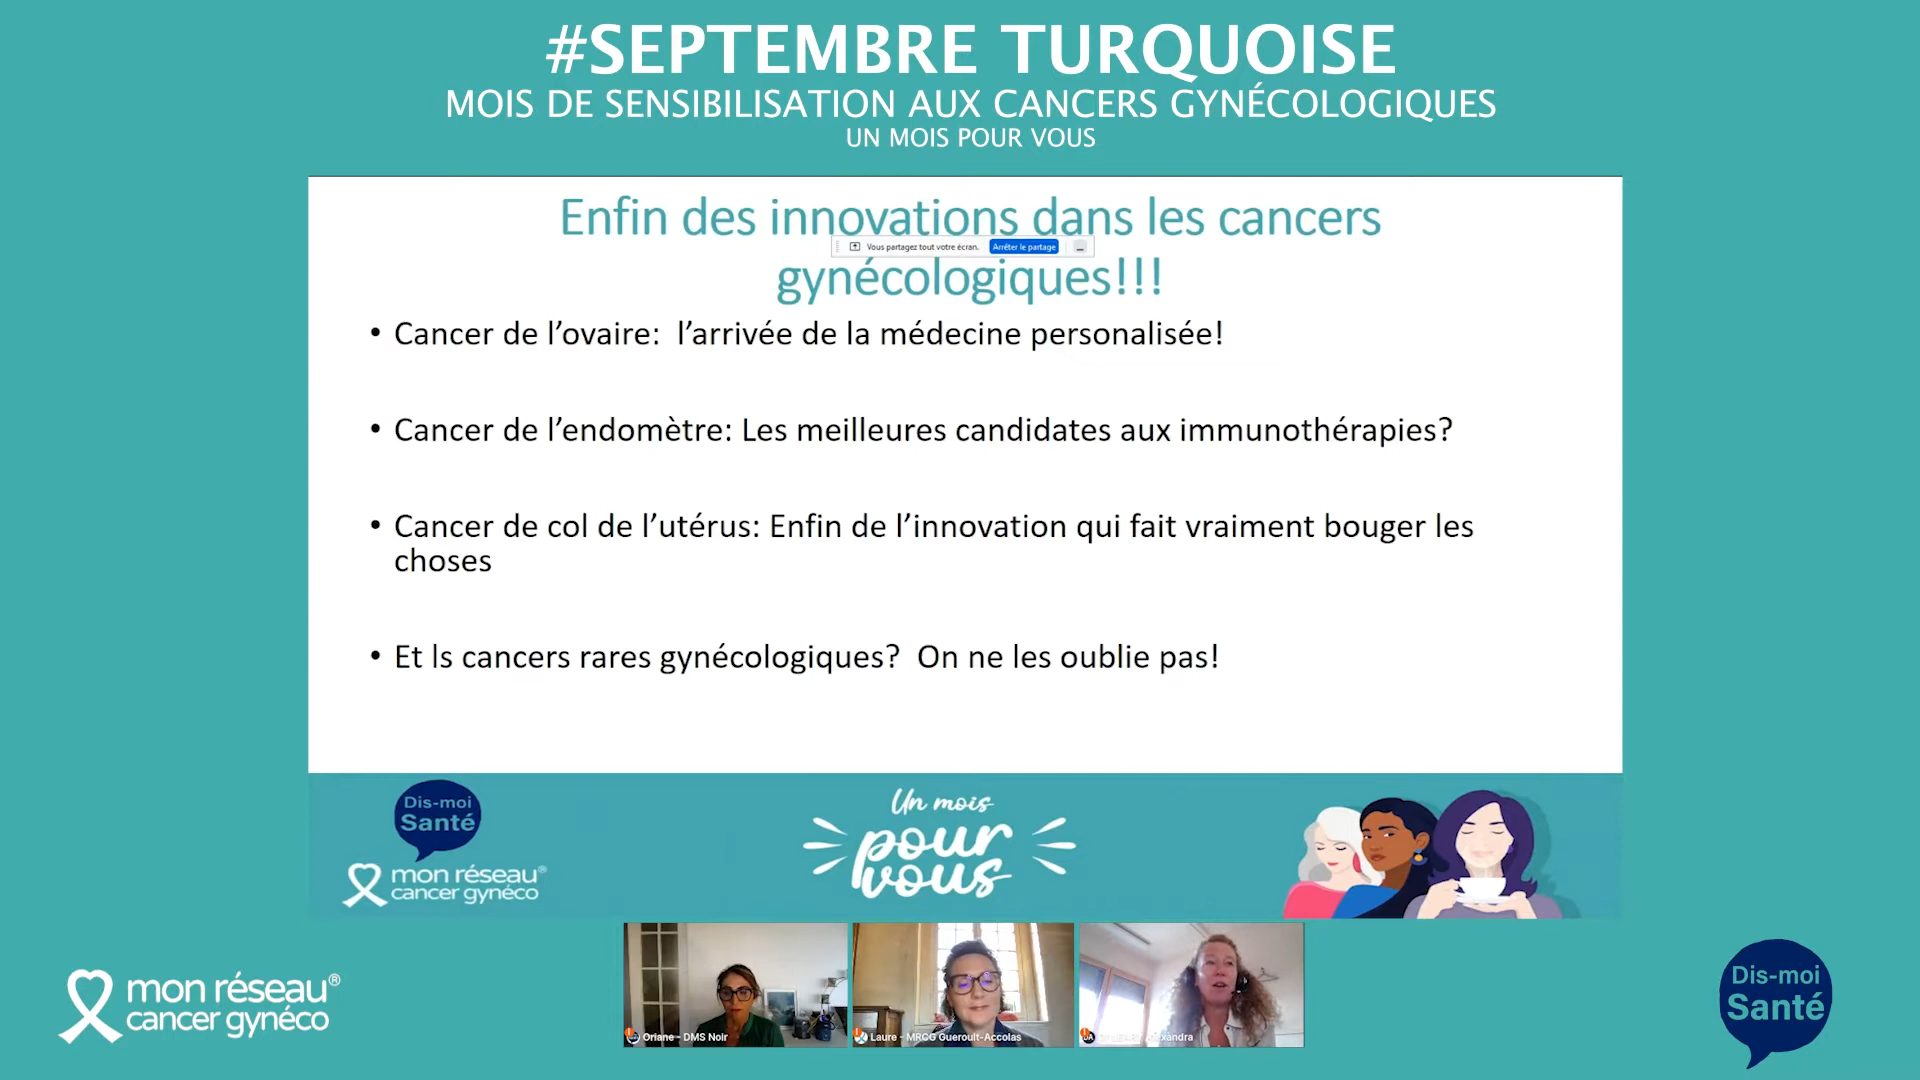 #SEPTEMBRE TURQUOISE
MOIS DE SENSIBILISATION AUX CANCERS GYNÉCOLOGIQUES
UN MOIS POUR VOUS
Enfin des innovations dans les cancers
Vous partagez tout votre écran. Arrêter le partage
gynécologiques!!!
• Cancer de l’ovaire:  l’arrivée de la médecine personalisée!
• Cancer de l’endomètre: Les meilleures candidates aux immunothérapies?
• Cancer de col de l’utérus: Enfin de l’innovation qui fait vraiment bouger les
choses
• Et ls cancers rares gynécologiques?  On ne les oublie pas!
Dis-moi
Santé
mon réseau®
cancer gynéco
Un mois
pour
vous
Oriane - DMS Noir
Laure - MRCG Gueroult-Accolas
mon réseau®
cancer gynéco
Dis-moi
Santé